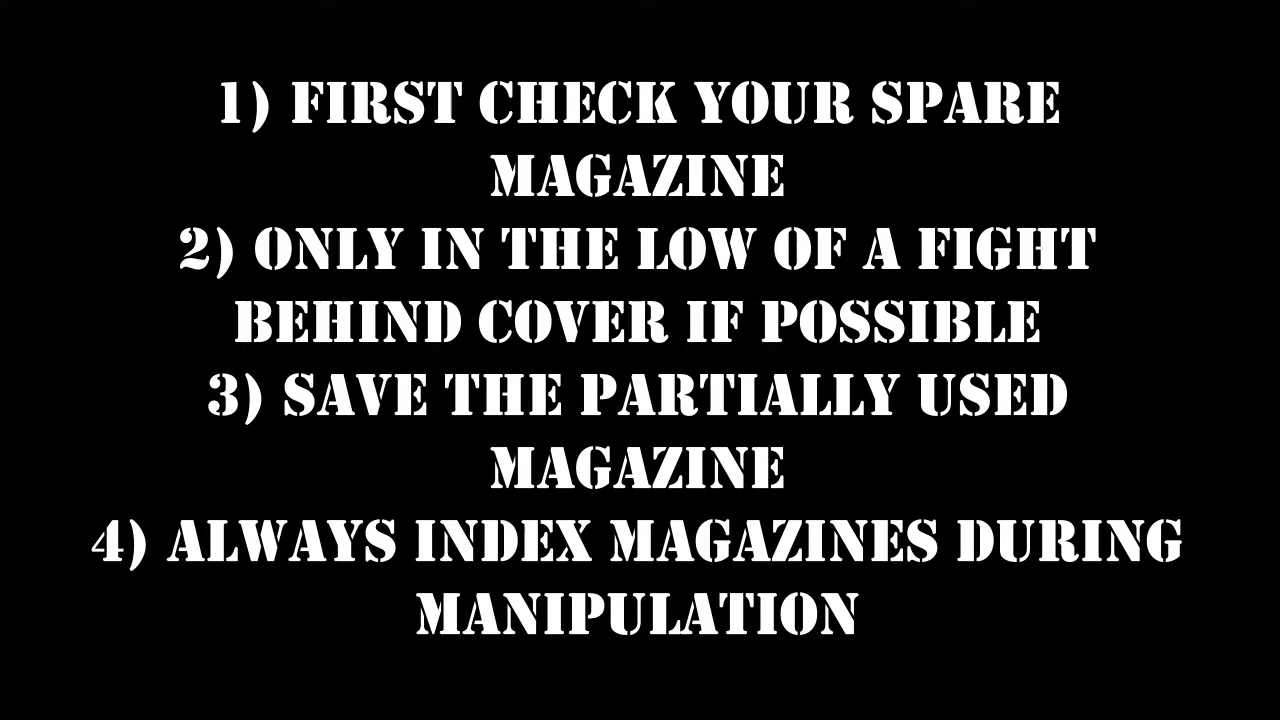 1) FIRST CHECK YOUR SPARE
MAGAZINE
2) ONLY IN THE LOW OF A FIGHT
BEHIND COVER IF POSSIBLE
3) SAVE THE PARTIALLY USED
MAGAZINE
4) ALWAYS INDEX MAGAZINES DURING
MANIPULATION